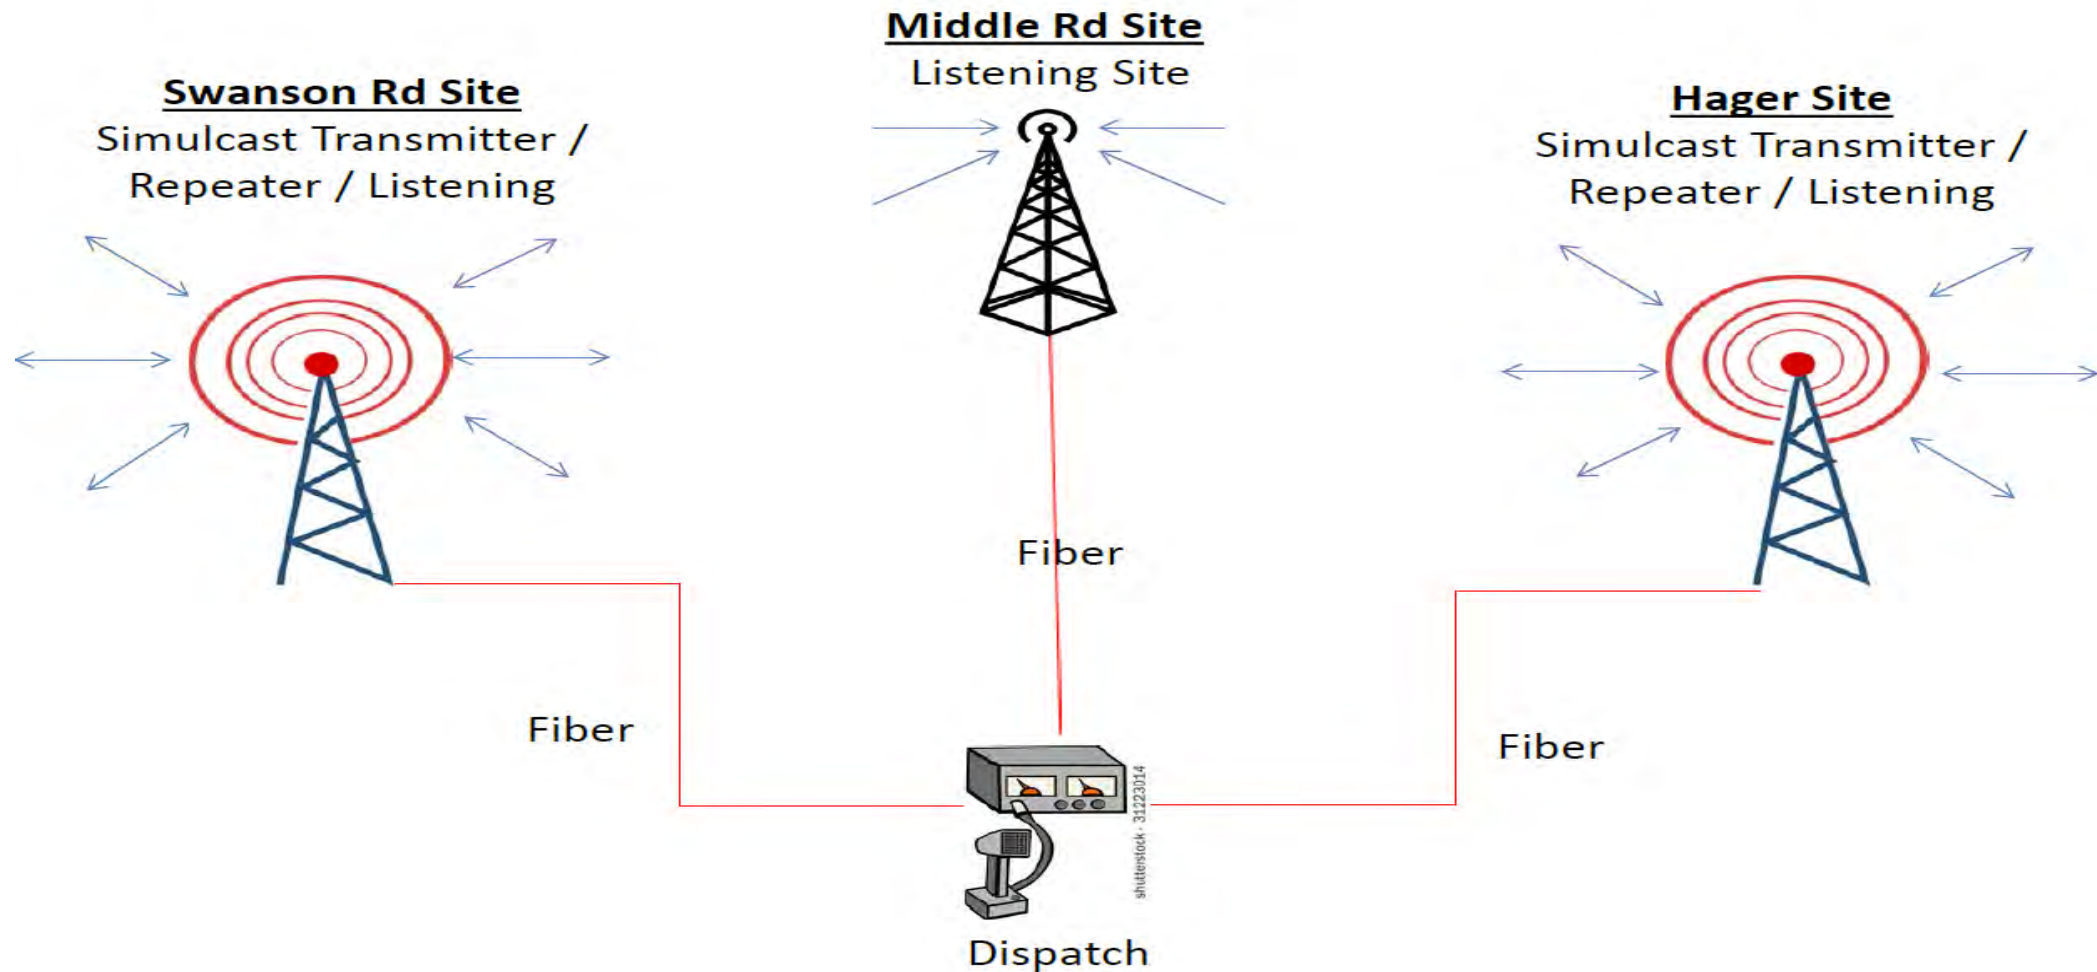 Middle Rd Site
Listening Site
Swanson Rd Site
Simulcast Transmitter /
Repeater / Listening
Hager Site
Simulcast Transmitter /
Repeater / Listening
Fiber
Fiber
Fiber
shutterstock · 31223014
Dispatch